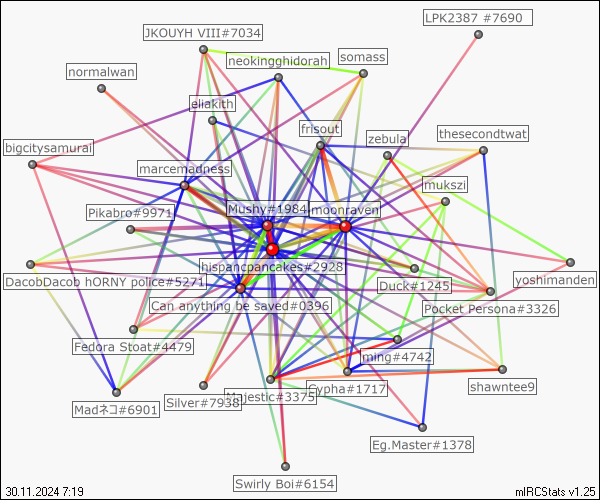 LPK2387 #7690
JKOUYH VIII#7034
neokingghidorah
somass
normalwan
eliakith
frisout
zebula
thesecondtwat
bigcitysamurai
marcemadness
mukszi
Pikabro#9971
Mushy#1984
moonraven
hispancpancakes#2928
DacobDacob hORNY police#5271
Duck#1245
yoshimanden
Can anything be saved#0396
Pocket Persona#3326
Fedora Stoat#4479
ming#4742
Cypha#1717
shawntee9
Majestic#3375
Silver#7938
Madネコ#6901
Eg.Master#1378
Swirly Boi#6154
30.11.2024 7:19
mIRCStats v1.25